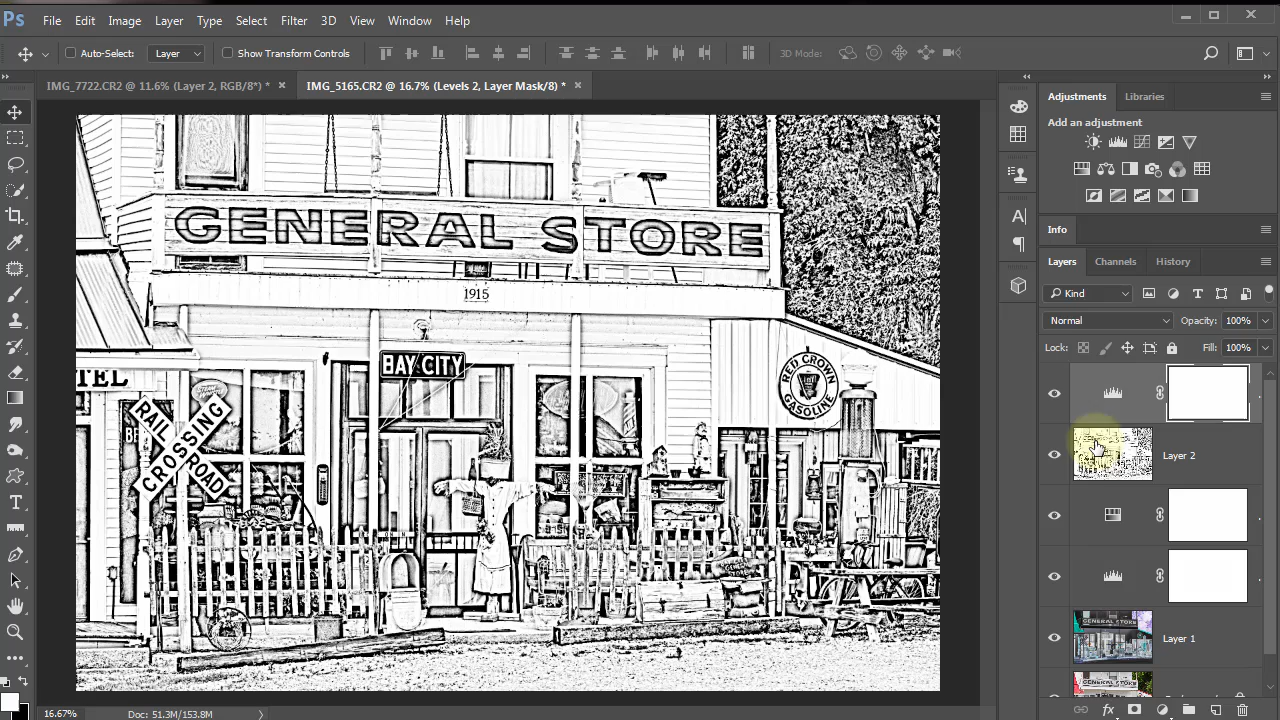 Ps File Edit Image Layer Type Select Filter 3D View Window Help
Auto-Select: Layer Show Transform Controls 3D Mode:
IMG_7722.CR2 @ 11.6% (Layer 2, RGB/8*) * × IMG_5165.CR2 @ 16.7% (Levels 2, Layer Mask/8) * ×
Adjustments Libraries
Add an adjustment
Info
Layers Channels History
Kind
Normal Opacity: 100%
Lock: Fill: 100%
Layer 2
Layer 1
GENERAL STORE
1915
BAY CITY
RED CROWN
GASOLINE
TEL
RAIL
ROAD
CROSSING
16.67% Doc: 51.3M/153.8M